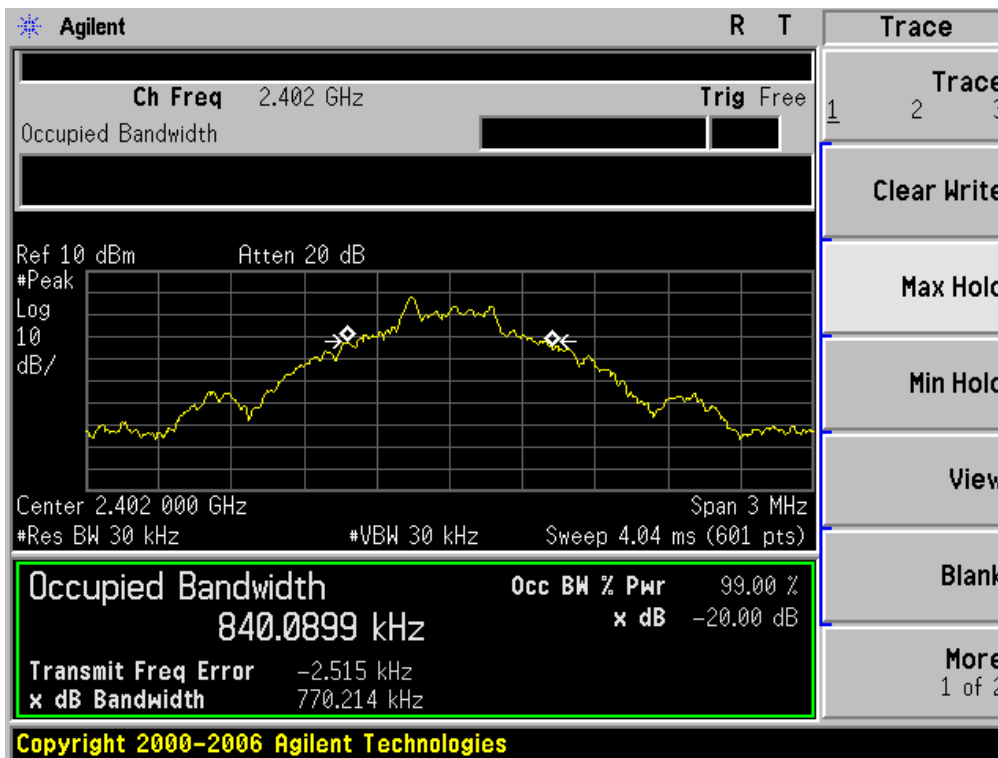 Agilent R T Trace
Ch Freq 2.402 GHz Trig Free
Occupied Bandwidth
Trace
1 2 3
Clear Write
Max Hold
Min Hold
View
Blank
More
1 of 2
Ref 10 dBm Atten 20 dB
#Peak
Log
10
dB/
Center 2.402 000 GHz Span 3 MHz
#Res BW 30 kHz #VBW 30 kHz Sweep 4.04 ms (601 pts)
Occupied Bandwidth Occ BW % Pwr 99.00 %
840.0899 kHz x dB -20.00 dB
Transmit Freq Error -2.515 kHz
x dB Bandwidth 770.214 kHz
Copyright 2000-2006 Agilent Technologies